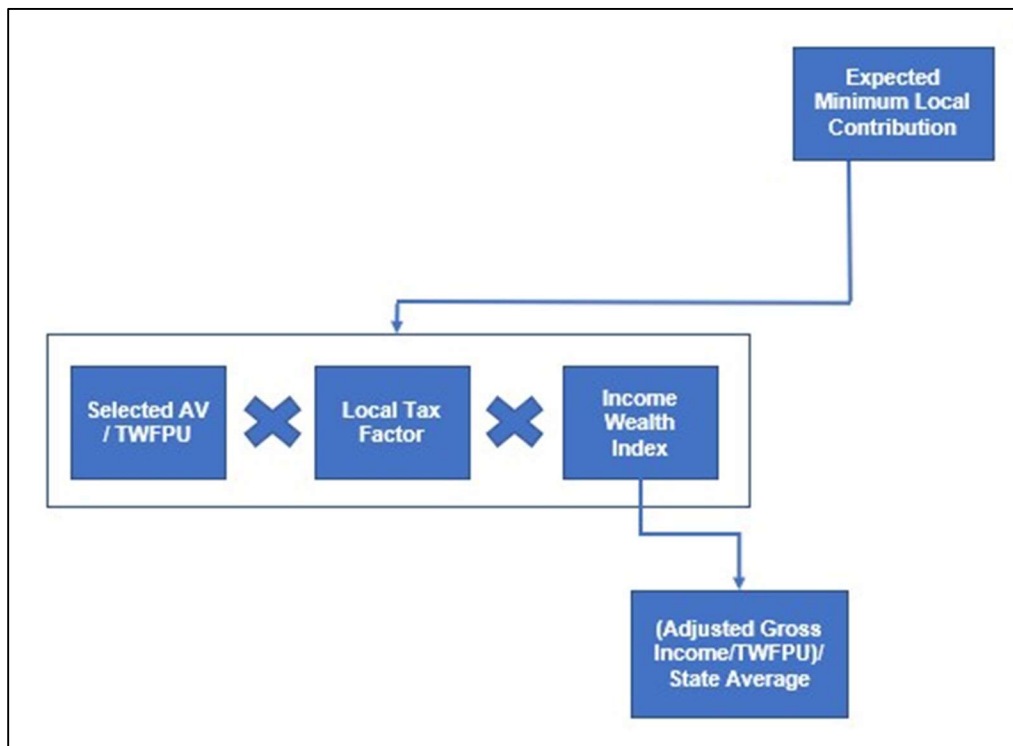 Expected
Minimum Local
Contribution
Selected AV
/ TWFPU
Local Tax
Factor
Income
Wealth
Index
(Adjusted Gross
Income/TWFPU)/
State Average